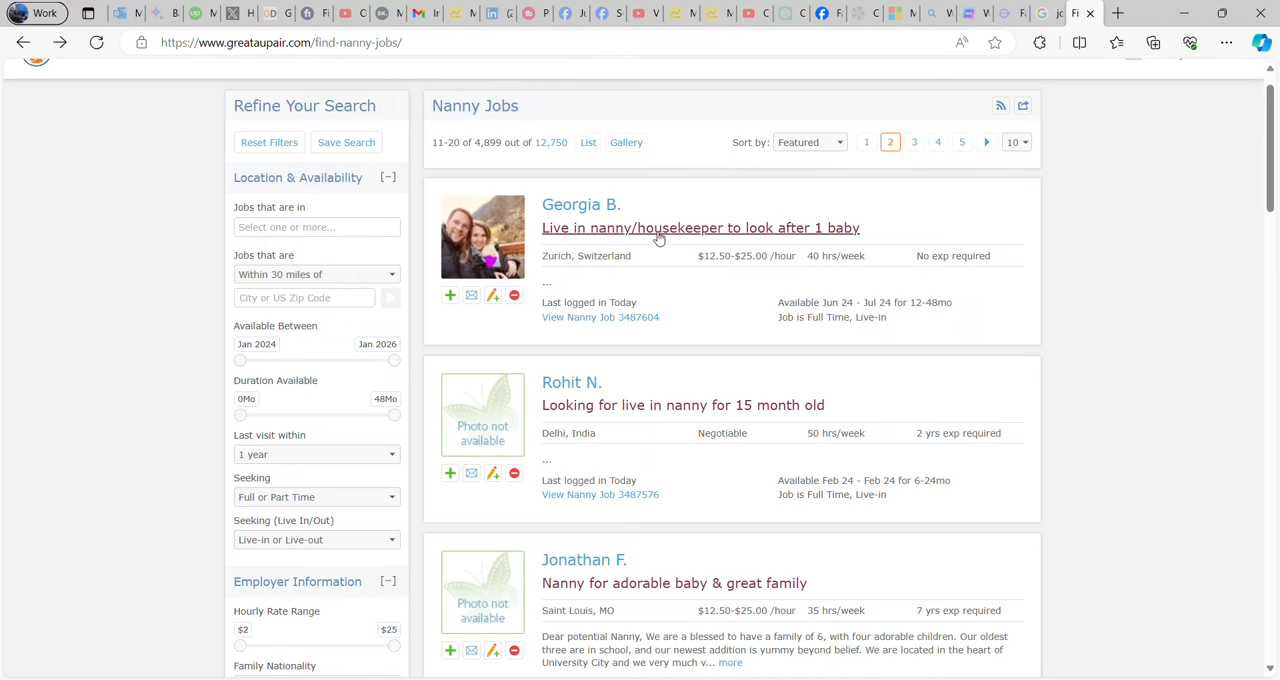 Work
https://www.greataupair.com/find-nanny-jobs/
Refine Your Search
Reset Filters
Save Search
Location & Availability [−]
Jobs that are in
Select one or more...
Jobs that are
Within 30 miles of
City or US Zip Code
Available Between
Jan 2024 Jan 2026
Duration Available
0Mo 48Mo
Last visit within
1 year
Seeking
Full or Part Time
Seeking (Live In/Out)
Live-in or Live-out
Employer Information [−]
Hourly Rate Range
$2 $25
Family Nationality
Nanny Jobs
11-20 of 4,899 out of 12,750 List Gallery Sort by: Featured 1 2 3 4 5 10
Georgia B.
Live in nanny/housekeeper to look after 1 baby
Zurich, Switzerland $12.50-$25.00 /hour 40 hrs/week No exp required
...
Last logged in Today Available Jun 24 - Jul 24 for 12-48mo
View Nanny Job 3487604 Job is Full Time, Live-in
Rohit N.
Looking for live in nanny for 15 month old
Photo not
available
Delhi, India Negotiable 50 hrs/week 2 yrs exp required
...
Last logged in Today Available Feb 24 - Feb 24 for 6-24mo
View Nanny Job 3487576 Job is Full Time, Live-in
Jonathan F.
Nanny for adorable baby & great family
Photo not
available
Saint Louis, MO $12.50-$25.00 /hour 35 hrs/week 7 yrs exp required
Dear potential Nanny, We are a blessed to have a family of 6, with four adorable children. Our oldest
three are in school, and our newest addition is yummy beyond belief. We are located in the heart of
University City and we very much v... more